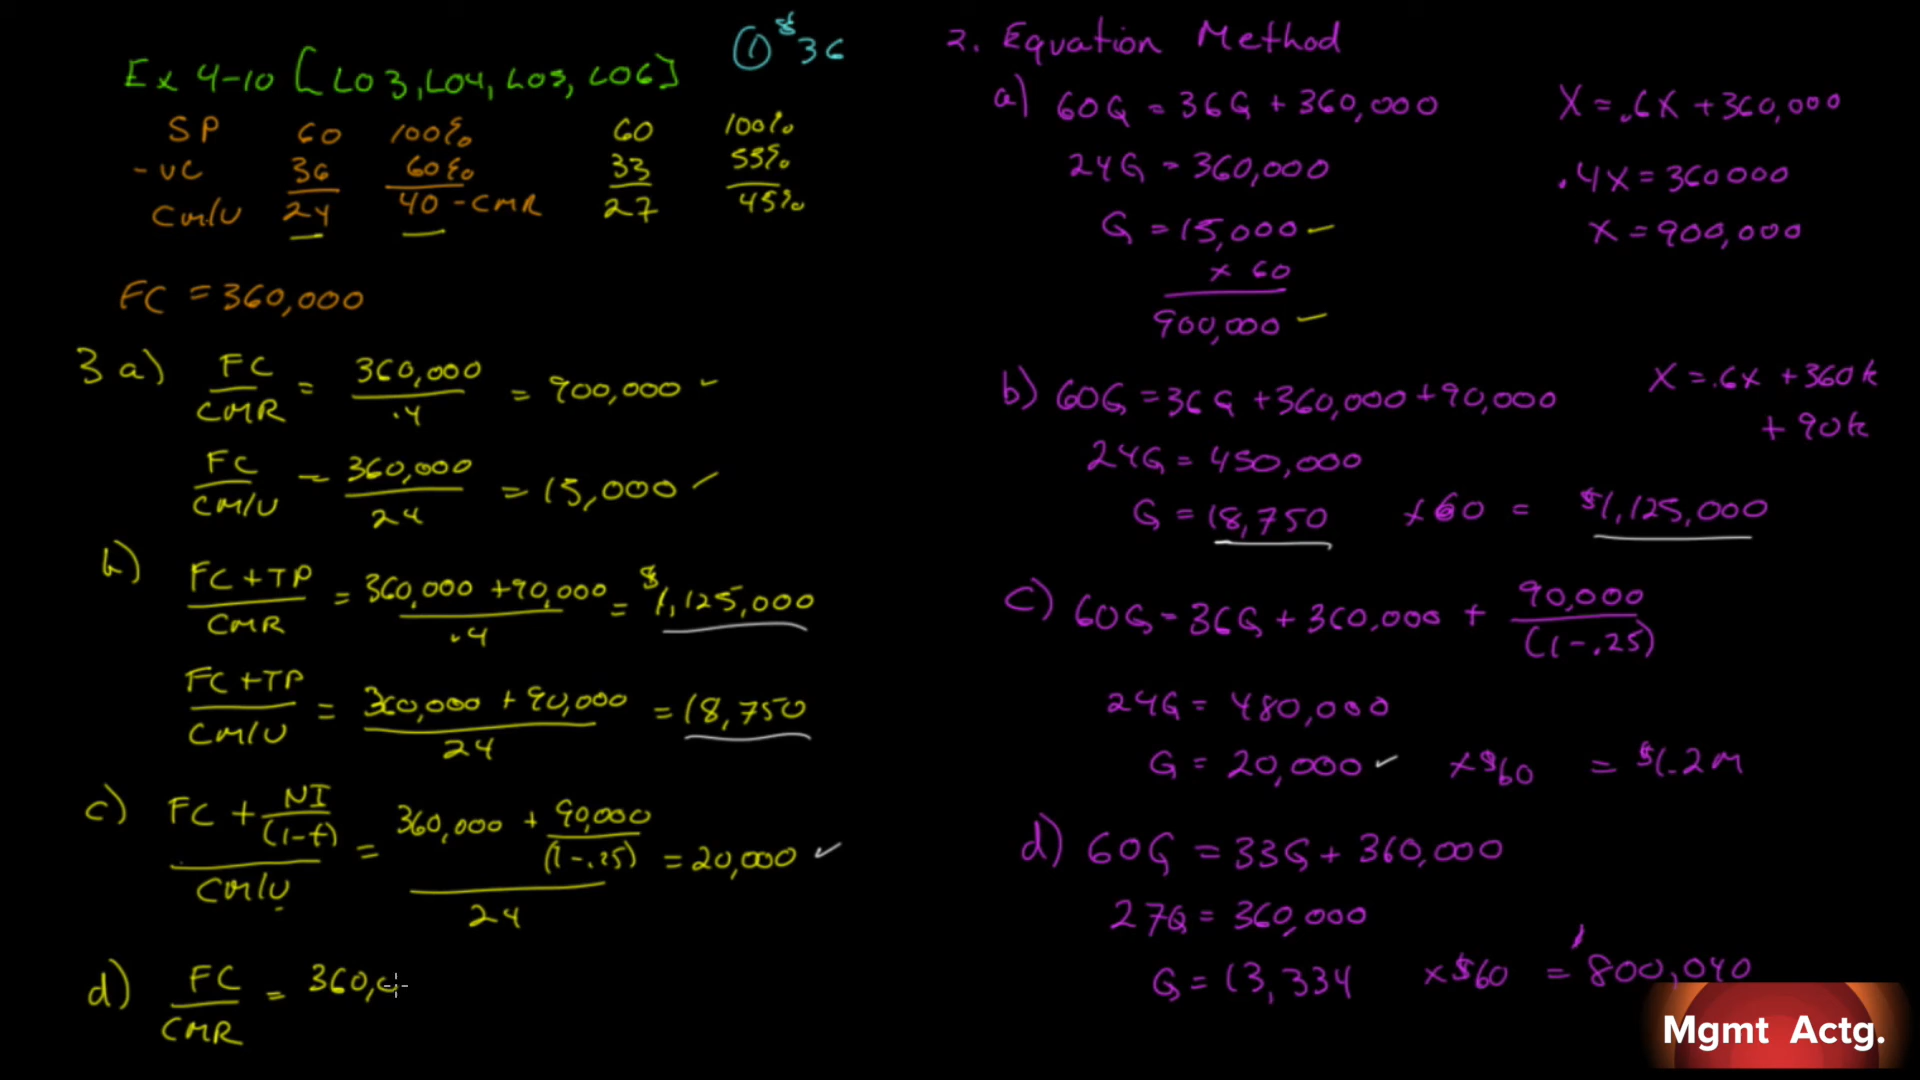 Ex 4-10 [LO3, LO4, LO5, LO6]
① $36
SP 60 100% 60 100%
- VC 36 60% 33 55%
CM/U 24 40 - CMR 27 45%
FC = 360,000
3 a) FC / CMR = 360,000 / .4 = 900,000 ✓
FC / CM/U = 360,000 / 24 = 15,000 ✓
b) FC + TP / CMR = 360,000 + 90,000 / .4 = $1,125,000
FC + TP / CM/U = 360,000 + 90,000 / 24 = 18,750
c) FC + NI / (1-t) / CM/U = 360,000 + 90,000 / (1-.25) / 24 = 20,000 ✓
d) FC / CMR = 360,0
2. Equation Method
a) 60Q = 36Q + 360,000
24Q = 360,000
Q = 15,000
x 60
900,000
X = .6X + 360,000
.4X = 360000
X = 900,000
b) 60Q = 36Q + 360,000 + 90,000
24Q = 450,000
Q = 18,750 x 60 = $1,125,000
X = .6X + 360k
+ 90k
c) 60Q = 36Q + 360,000 + 90,000 / (1-.25)
24Q = 480,000
Q = 20,000 ✓ x $60 = $1.2M
d) 60Q = 33Q + 360,000
27Q = 360,000
Q = 13,334 x $60 = 800,040
Mgmt Actg.